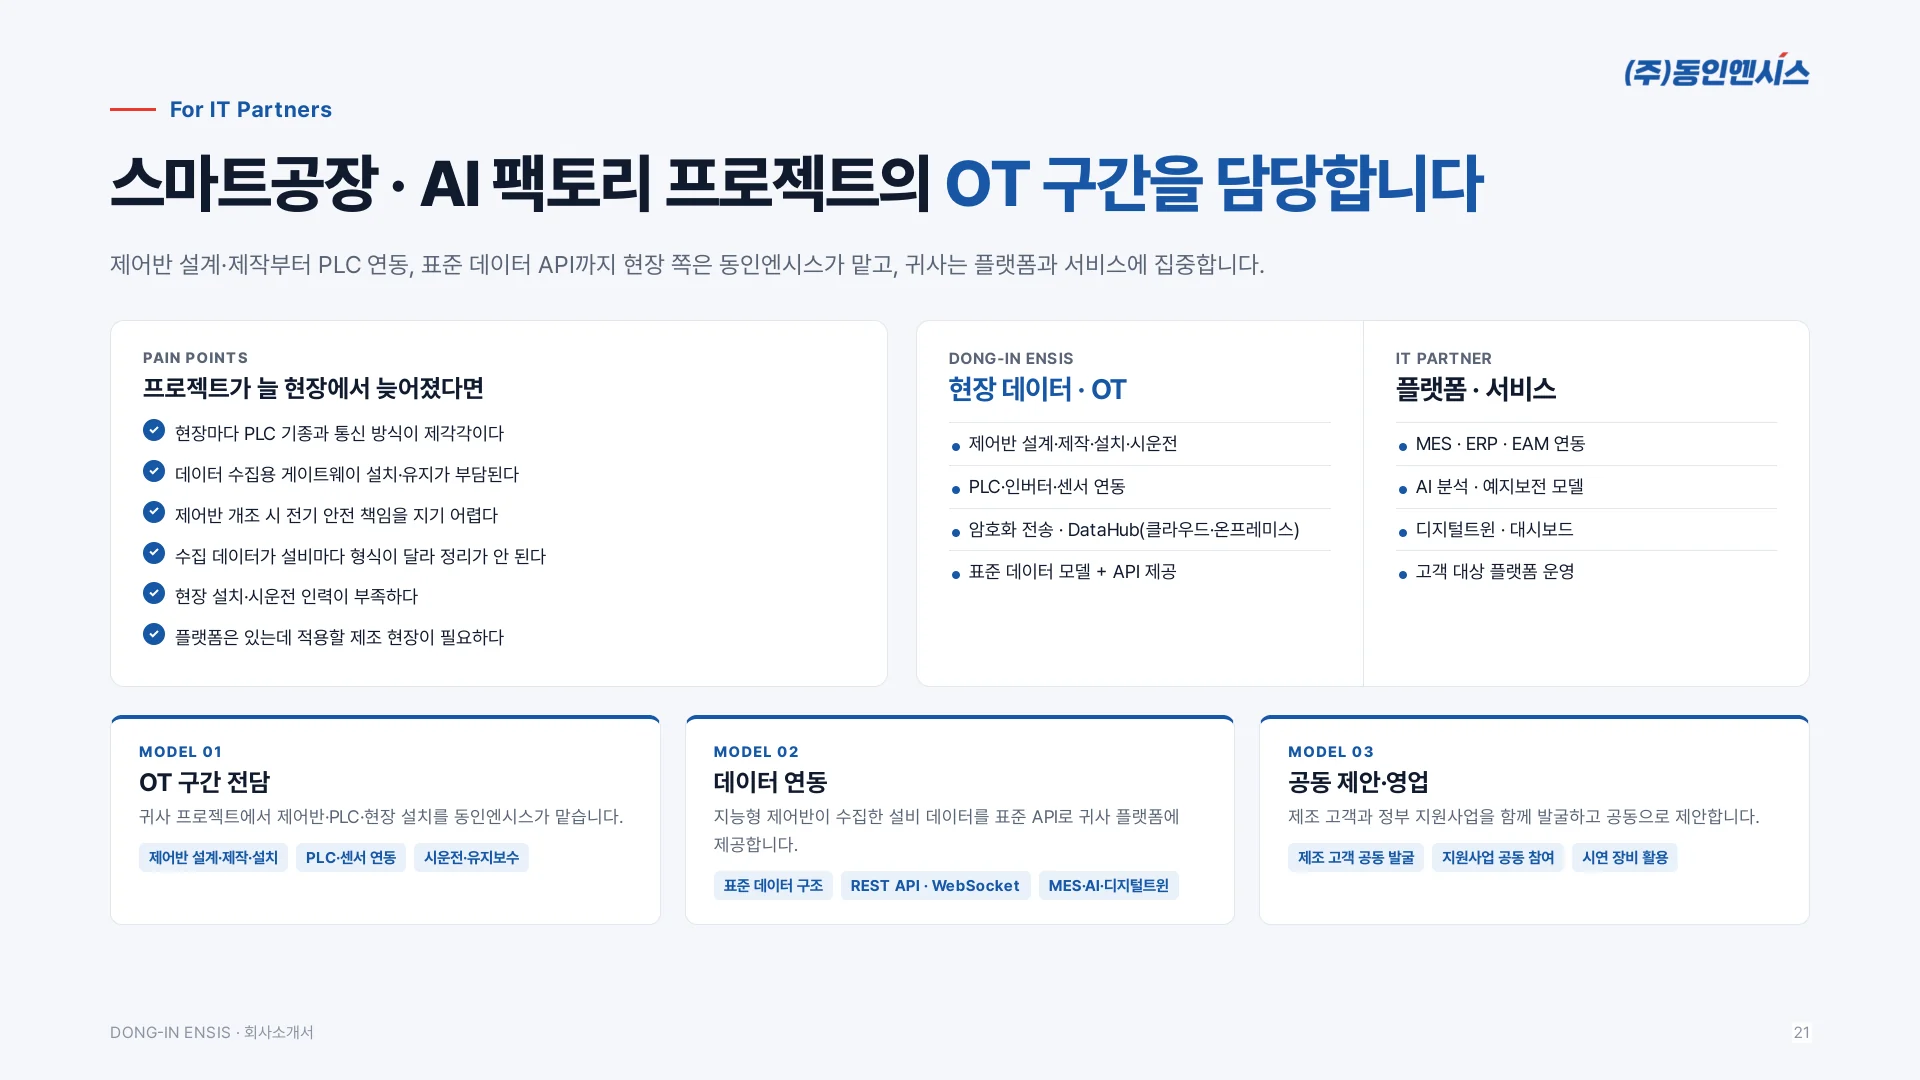 (주)동인엔시스
For IT Partners
스마트공장 · AI 팩토리 프로젝트의 OT 구간을 담당합니다
제어반 설계·제작부터 PLC 연동, 표준 데이터 API까지 현장 쪽은 동인엔시스가 맡고, 귀사는 플랫폼과 서비스에 집중합니다.
PAIN POINTS
프로젝트가 늘 현장에서 늦어졌다면
현장마다 PLC 기종과 통신 방식이 제각각이다
데이터 수집용 게이트웨이 설치·유지가 부담된다
제어반 개조 시 전기 안전 책임을 지기 어렵다
수집 데이터가 설비마다 형식이 달라 정리가 안 된다
현장 설치·시운전 인력이 부족하다
플랫폼은 있는데 적용할 제조 현장이 필요하다
DONG-IN ENSIS
현장 데이터 · OT
제어반 설계·제작·설치·시운전
PLC·인버터·센서 연동
암호화 전송 · DataHub(클라우드·온프레미스)
표준 데이터 모델 + API 제공
IT PARTNER
플랫폼 · 서비스
MES · ERP · EAM 연동
AI 분석 · 예지보전 모델
디지털트윈 · 대시보드
고객 대상 플랫폼 운영
MODEL 01
OT 구간 전담
귀사 프로젝트에서 제어반·PLC·현장 설치를 동인엔시스가 맡습니다.
제어반 설계·제작·설치
PLC·센서 연동
시운전·유지보수
MODEL 02
데이터 연동
지능형 제어반이 수집한 설비 데이터를 표준 API로 귀사 플랫폼에
제공합니다.
표준 데이터 구조
REST API · WebSocket
MES·AI·디지털트윈
MODEL 03
공동 제안·영업
제조 고객과 정부 지원사업을 함께 발굴하고 공동으로 제안합니다.
제조 고객 공동 발굴
지원사업 공동 참여
시연 장비 활용
DONG-IN ENSIS · 회사소개서
21